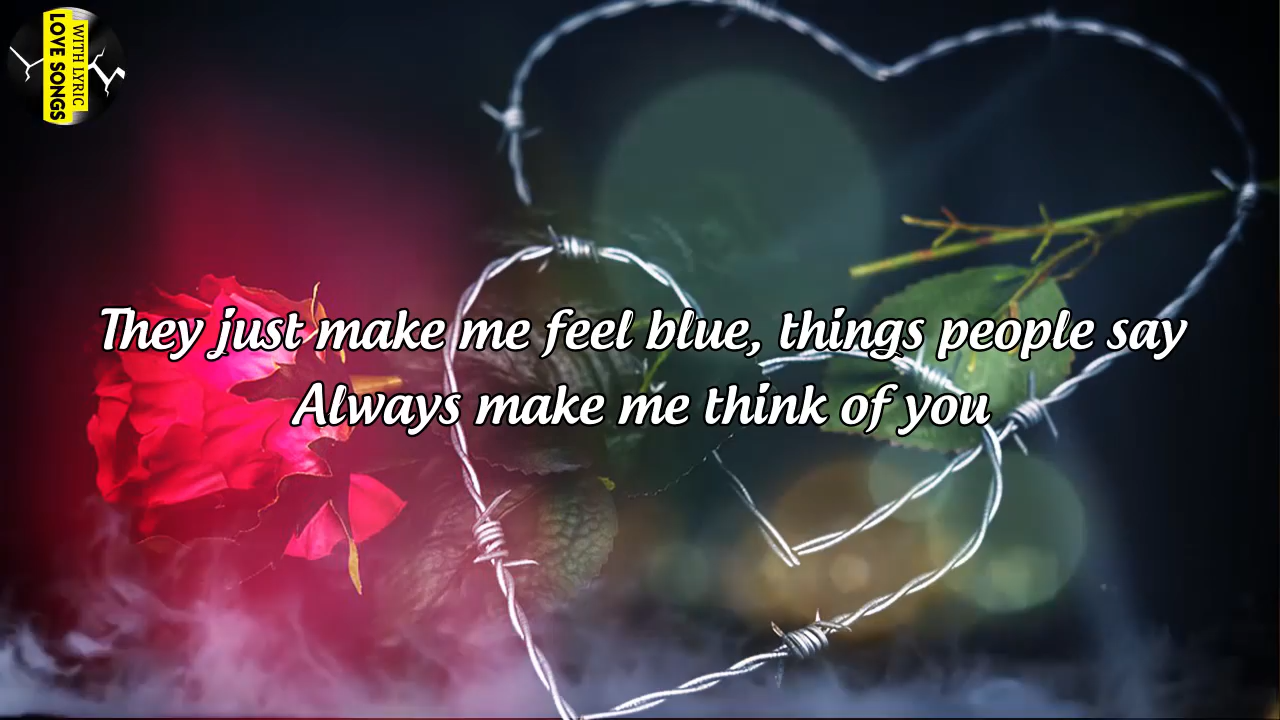 WITH LYRIC
LOVE SONGS
They just make me feel blue, things people say
Always make me think of you